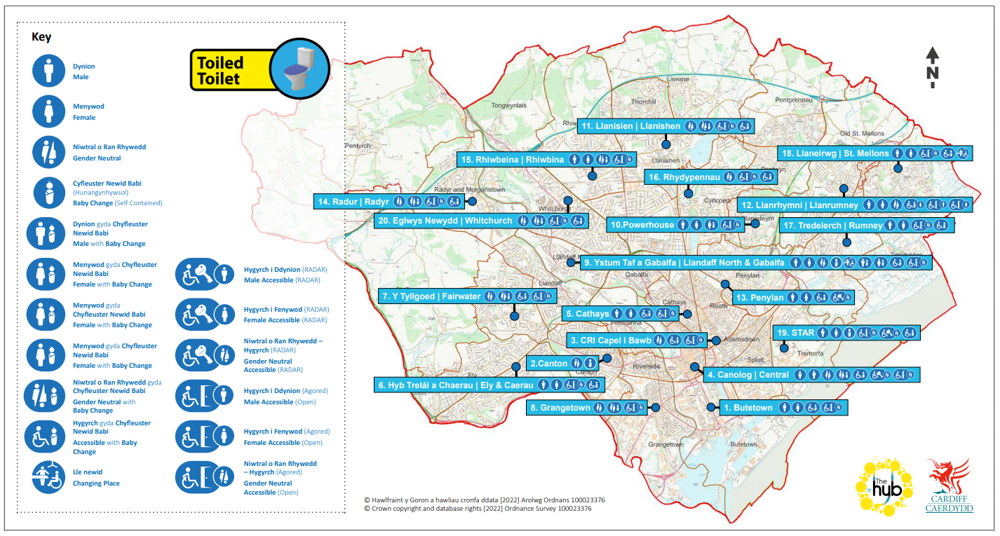 Key
Toiled
Toilet
Dynion
Male
Menywod
Female
Niwtral o Ran Rhywedd
Gender Neutral
Cyfleuster Newid Babi
(Hunangynhwysol)
Baby Change (Self Contained)
Dynion gyda Chyfleuster
Newid Babi
Male with Baby Change
Menywod gyda Chyfleuster
Newid Babi
Female with Baby Change
Menywod gyda
Chyfleuster Newid Babi
Female with Baby Change
Menywod gyda Chyfleuster
Newid Babi
Female with Baby Change
Niwtral o Ran Rhywedd gyda
Chyfleuster Newid Babi
Gender Neutral with
Baby Change
Hygyrch gyda Chyfleuster
Newid Babi
Accessible with Baby
Change
Lle newid
Changing Place
Hygyrch i Ddynion (RADAR)
Male Accessible (RADAR)
Hygyrch i Fenywod (RADAR)
Female Accessible (RADAR)
Niwtral o Ran Rhywedd –
Hygyrch (RADAR)
Gender Neutral
Accessible (RADAR)
Hygyrch i Ddynion (Agored)
Male Accessible (Open)
Hygyrch i Fenywod (Agored)
Female Accessible (Open)
Niwtral o Ran Rhywedd
– Hygyrch (Agored)
Gender Neutral
Accessible (Open)
N
Lisvane
Thornhill
Pontprennau
Tongwynlais
11. Llanisien | Llanishen
Old St. Mellons
Pentyrch
18. Llaneirwg | St. Mellons
15. Rhiwbeina | Rhiwbina
Llanisheh
16. Rhydypennau
Radyr and Morganstown
14. Radur | Radyr
Cyncoed
12. Llanrhymni | Llanrumney
Whitchurch
20. Eglwys Newydd | Whitchurch
10.Powerhouse
17. Tredelerch | Rumney
9. Ystum Taf a Gabalfa | Llandaff North & Gabalfa
Gabalfa
Penylan
Llandaff
7. Y Tyllgoed | Fairwater
13. Penylan
Cathays
Roath
5. Cathays
Pontcanna
19. STAR
3. CRI Capel i Bawb
Adamsdown
Tremorfa
Splott
2.Canton
Riverside
Canton
Ely
4. Canolog | Central
6. Hyb Trelái a Chaerau | Ely & Caerau
8. Grangetown
1. Butetown
Grangetown
Butetown
© Hawlfraint y Goron a hawliau cronfa ddata [2022] Arolwg Ordnans 100023376
© Crown copyright and database rights [2022] Ordnance Survey 100023376
The
Yr hub
CARDIFF
CAERDYDD